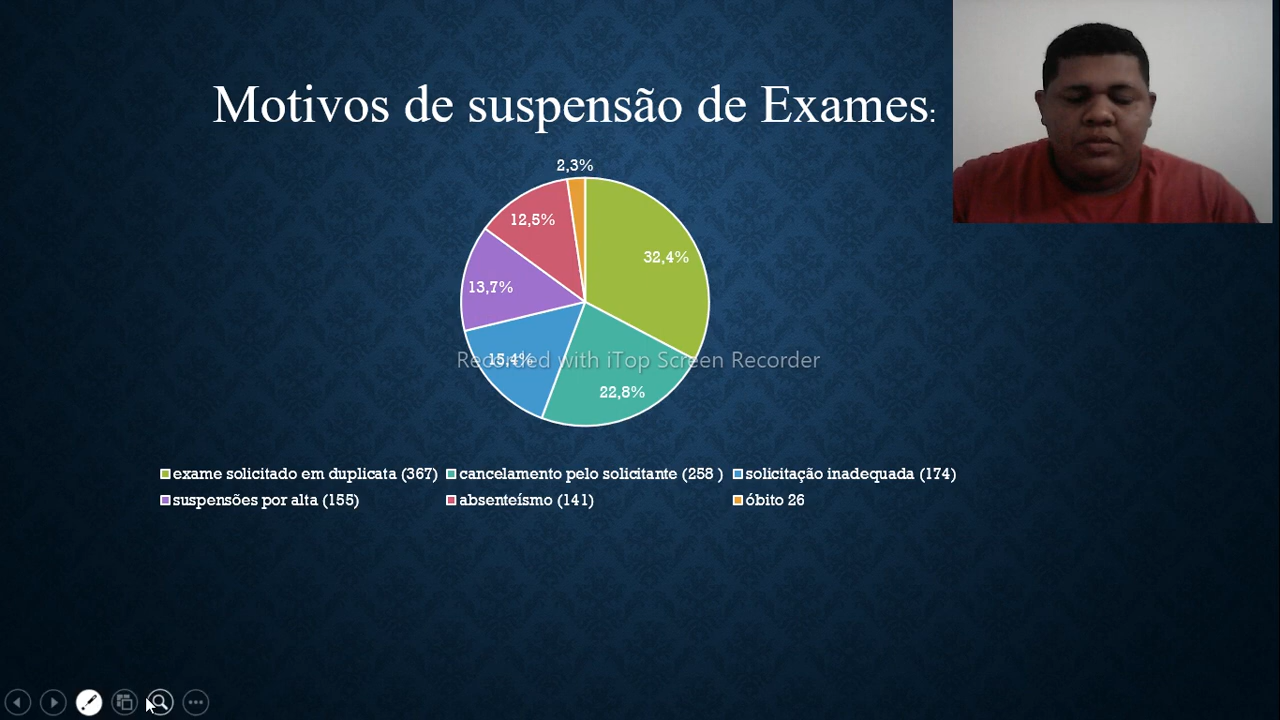 Motivos de suspensão de Exames:
2,3%
12,5%
32,4%
13,7%
15,4%
Recorded with iTop Screen Recorder
22,8%
exame solicitado em duplicata (367) cancelamento pelo solicitante (258 ) solicitação inadequada (174)
suspensões por alta (155) absenteísmo (141) óbito 26